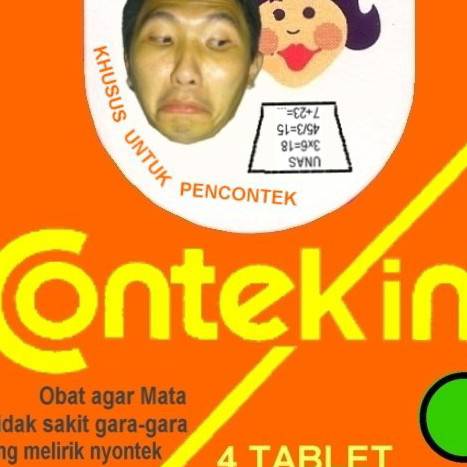 KHUSUS UNTUK PENCONTEK
7+23=...
45/3=15
3x6=18
UNAS
Contekin
Obat agar Mata
idak sakit gara-gara
ng melirik nyontek
4 TABLET